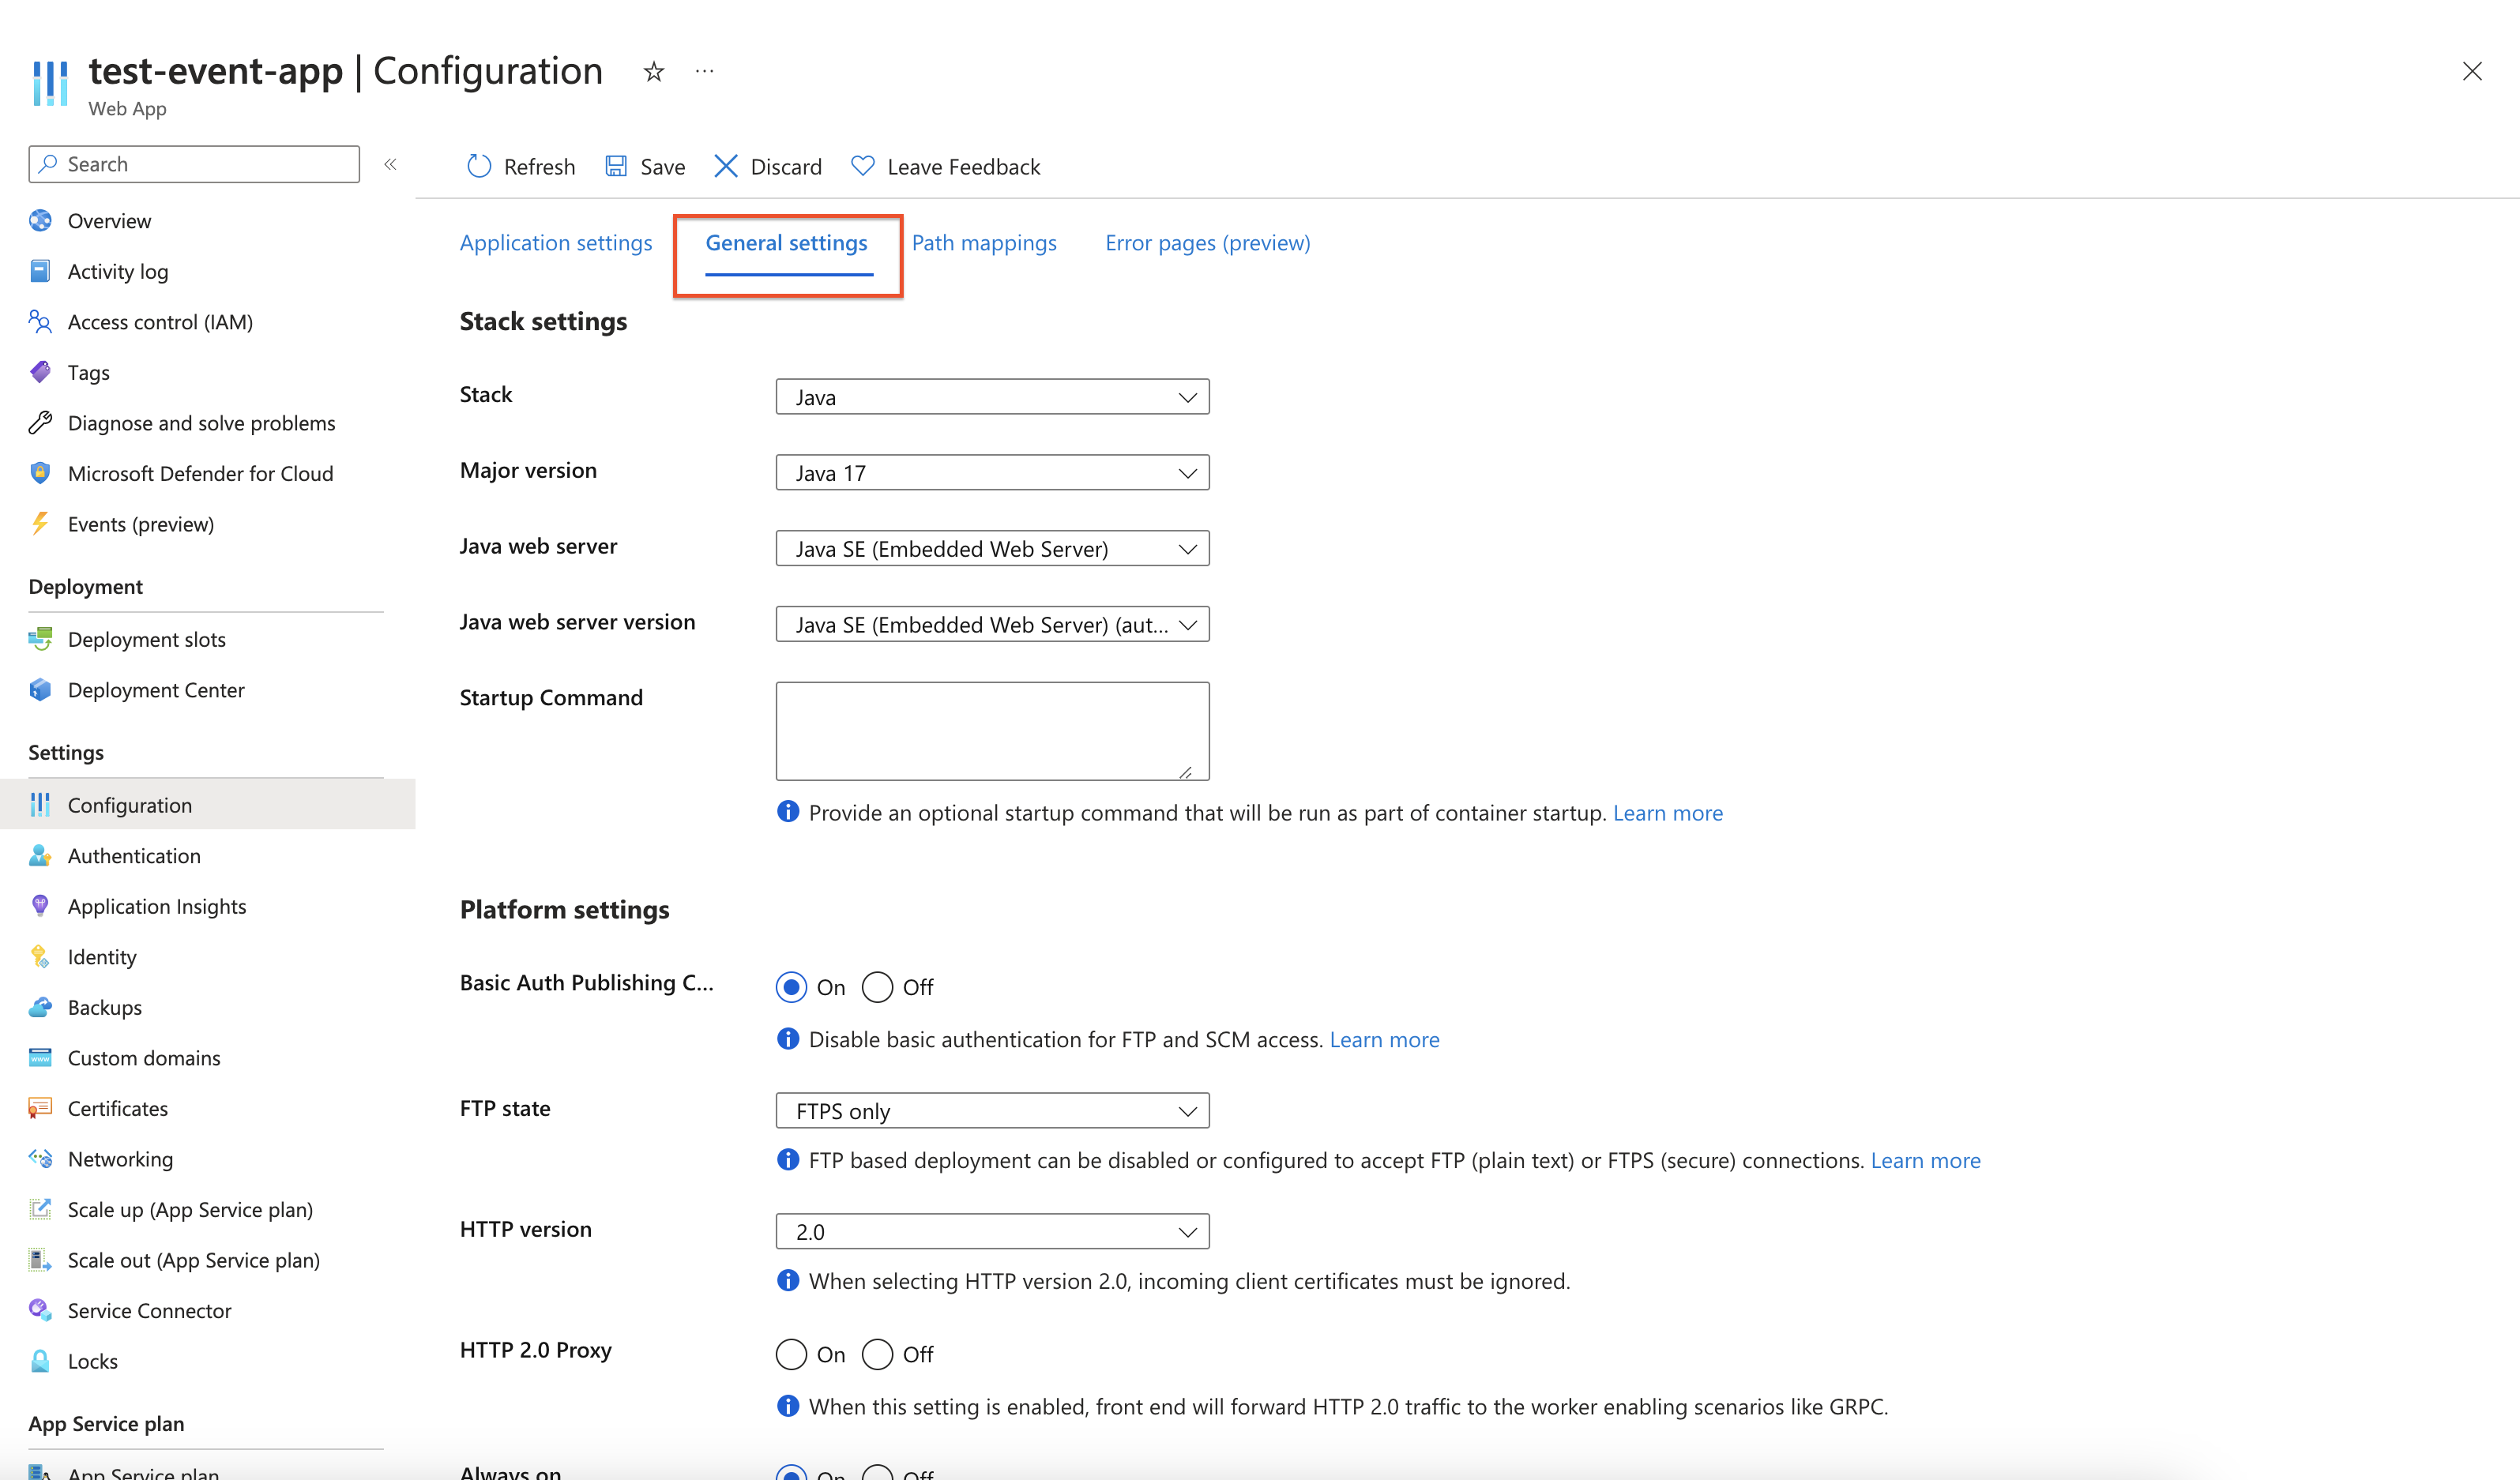 test-event-app | Configuration
Web App
Search
Refresh Save Discard Leave Feedback
Overview
Activity log
Access control (IAM)
Tags
Diagnose and solve problems
Microsoft Defender for Cloud
Events (preview)
Deployment
Deployment slots
Deployment Center
Settings
Configuration
Authentication
Application Insights
Identity
Backups
Custom domains
Certificates
Networking
Scale up (App Service plan)
Scale out (App Service plan)
Service Connector
Locks
App Service plan
App Service plan
Application settings General settings Path mappings Error pages (preview)
Stack settings
Stack Java
Major version Java 17
Java web server Java SE (Embedded Web Server)
Java web server version Java SE (Embedded Web Server) (aut...
Startup Command
Provide an optional startup command that will be run as part of container startup. Learn more
Platform settings
Basic Auth Publishing C... On Off
Disable basic authentication for FTP and SCM access. Learn more
FTP state FTPS only
FTP based deployment can be disabled or configured to accept FTP (plain text) or FTPS (secure) connections. Learn more
HTTP version 2.0
When selecting HTTP version 2.0, incoming client certificates must be ignored.
HTTP 2.0 Proxy On Off
When this setting is enabled, front end will forward HTTP 2.0 traffic to the worker enabling scenarios like GRPC.
Always on On Off